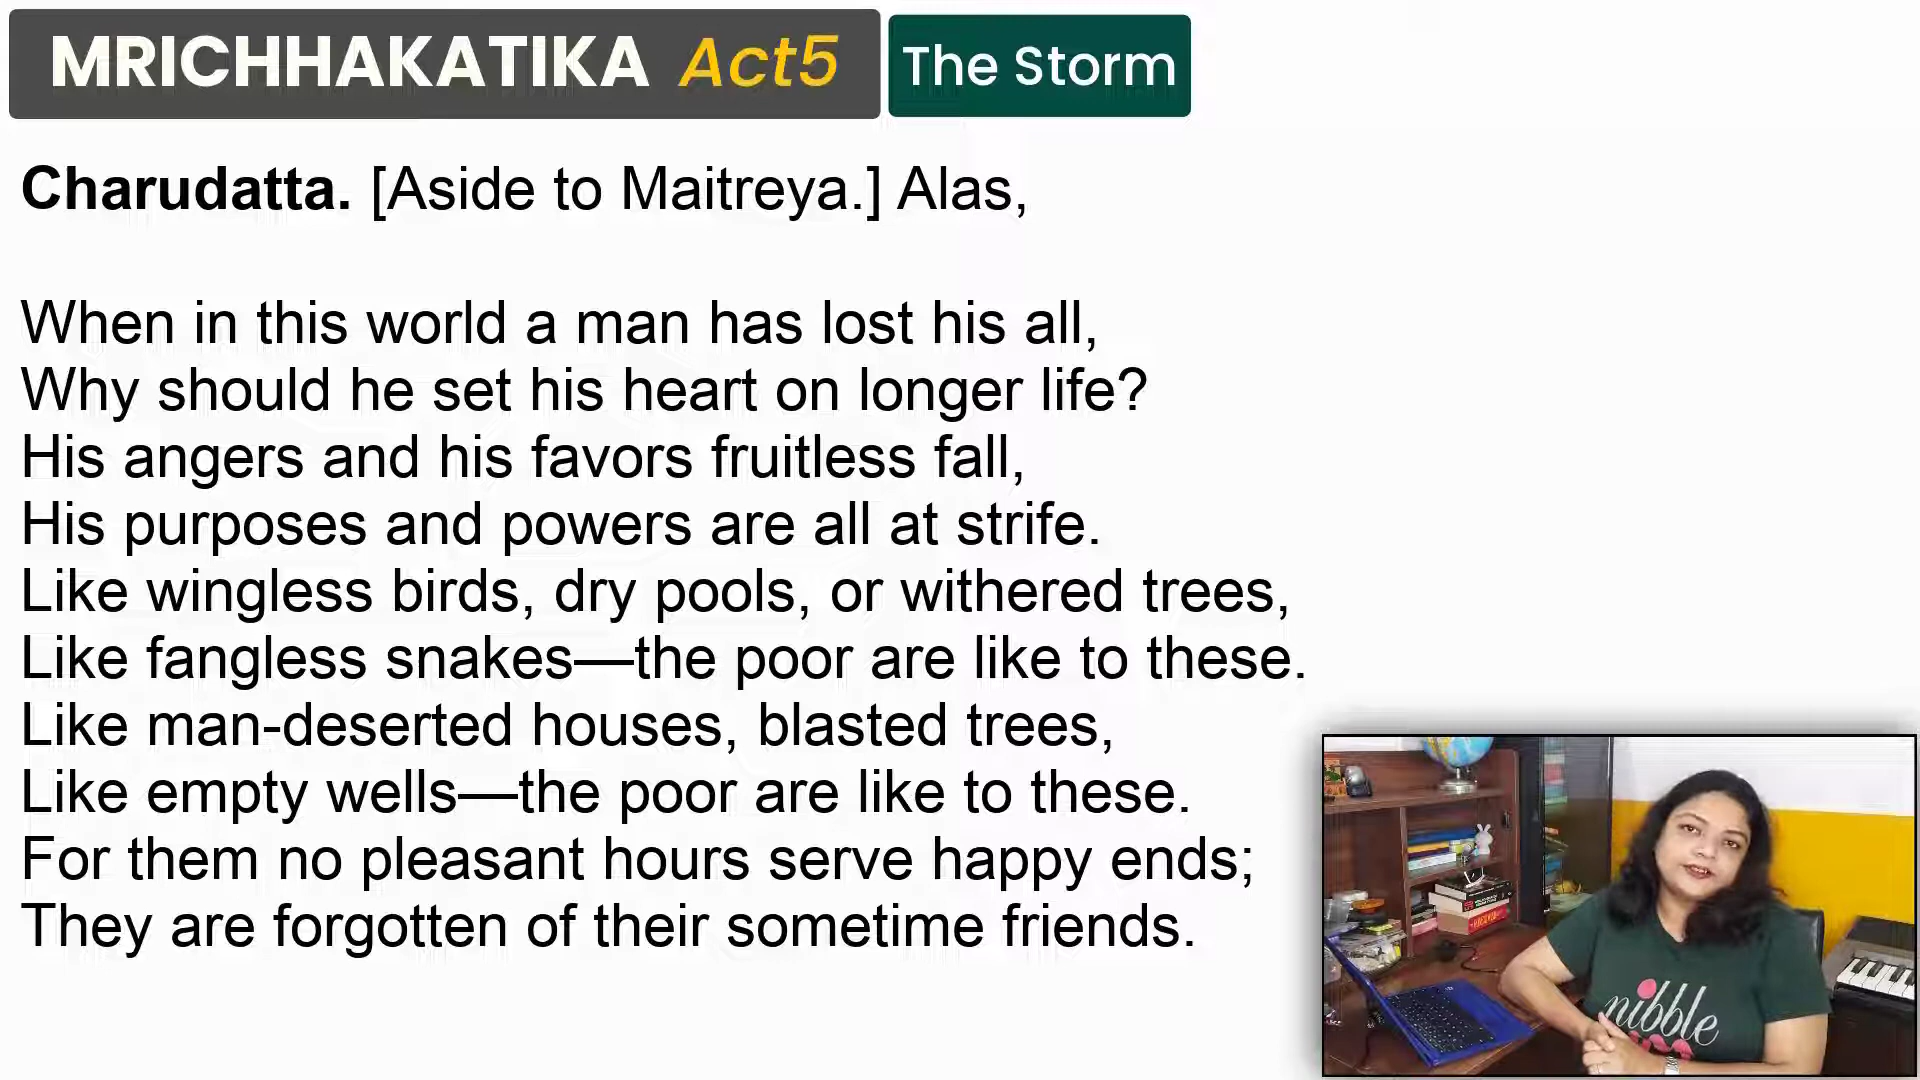 MRICHHAKATIKA Act5 The Storm
Charudatta. [Aside to Maitreya.] Alas,
When in this world a man has lost his all,
Why should he set his heart on longer life?
His angers and his favors fruitless fall,
His purposes and powers are all at strife.
Like wingless birds, dry pools, or withered trees,
Like fangless snakes—the poor are like to these.
Like man-deserted houses, blasted trees,
Like empty wells—the poor are like to these.
For them no pleasant hours serve happy ends;
They are forgotten of their sometime friends.
nibble